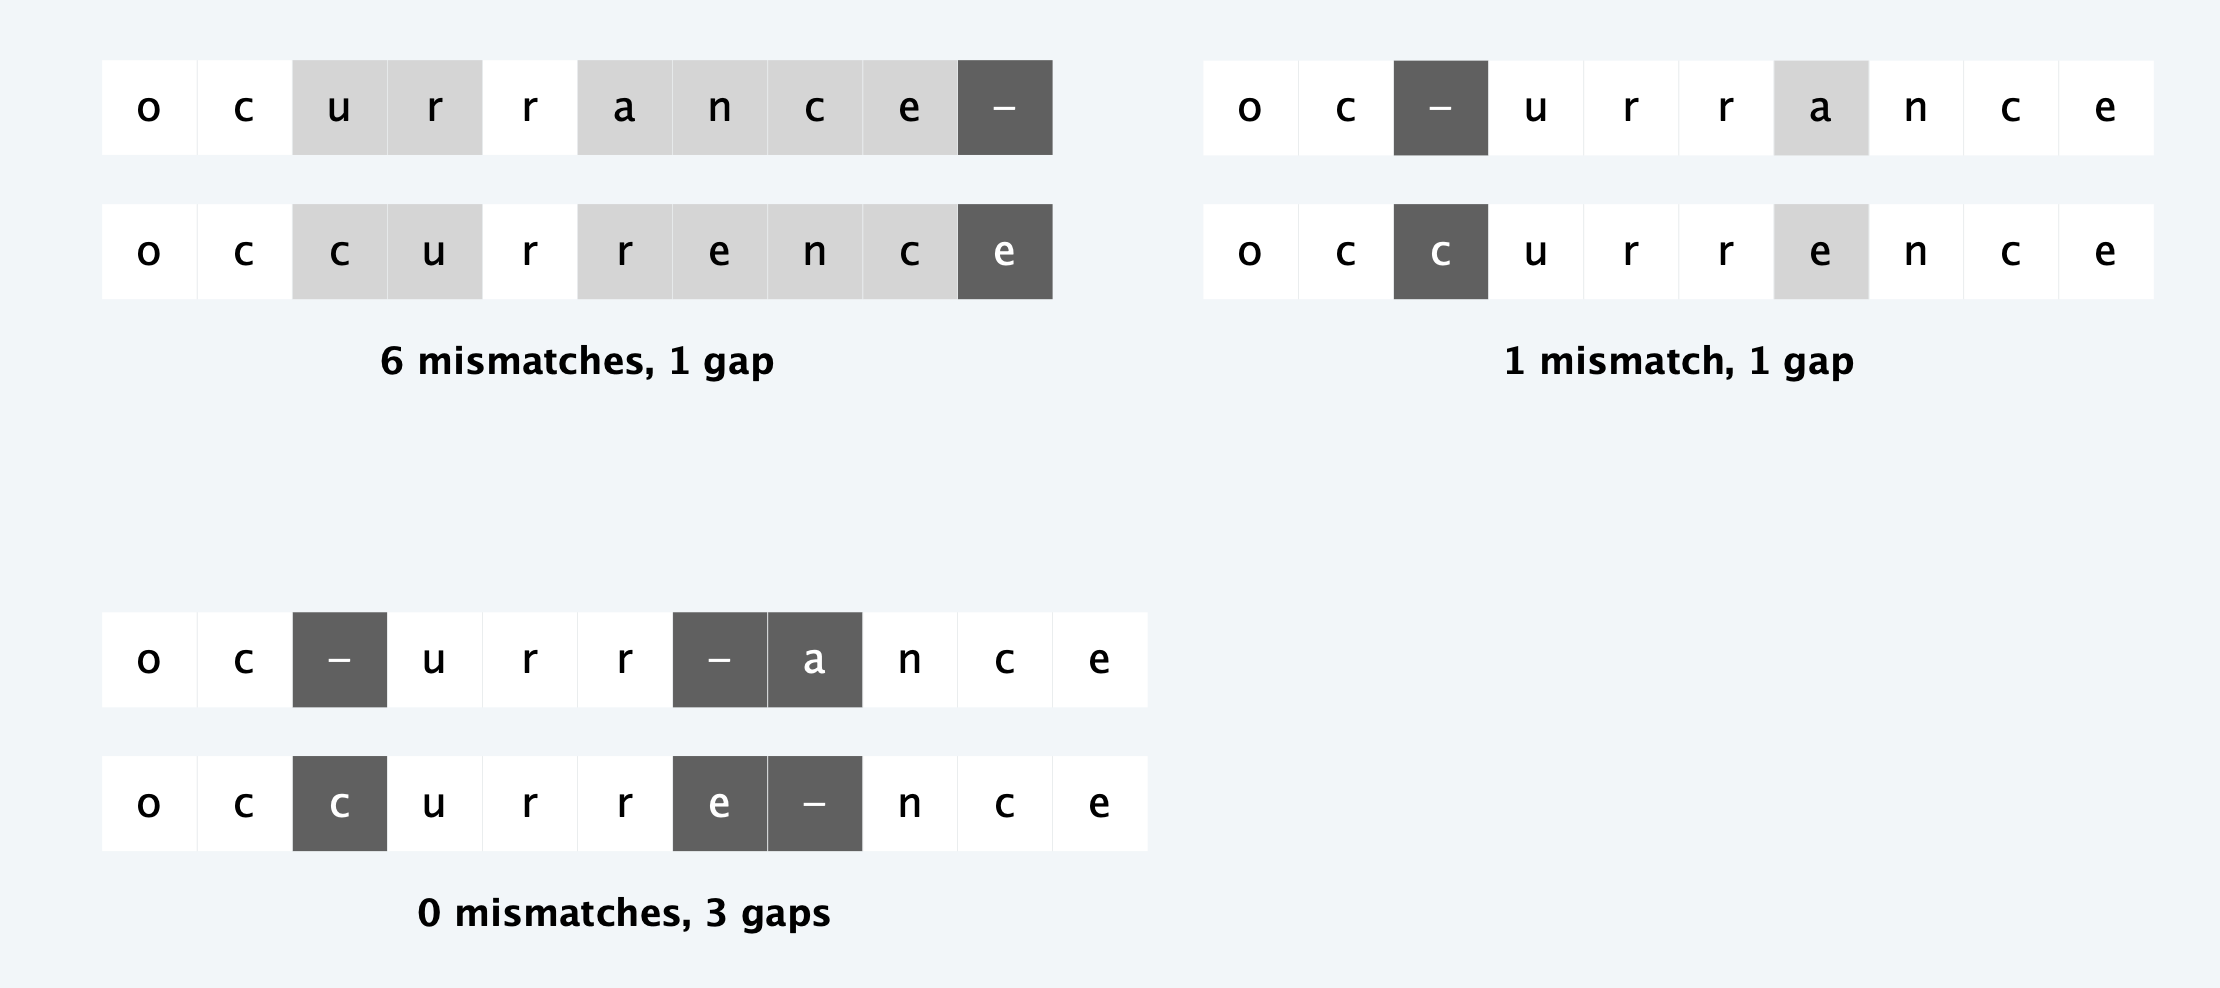 o c u r r a n c e –
o c c u r r e n c e
6 mismatches, 1 gap
o c – u r r a n c e
o c c u r r e n c e
1 mismatch, 1 gap
o c – u r r – a n c e
o c c u r r e – n c e
0 mismatches, 3 gaps